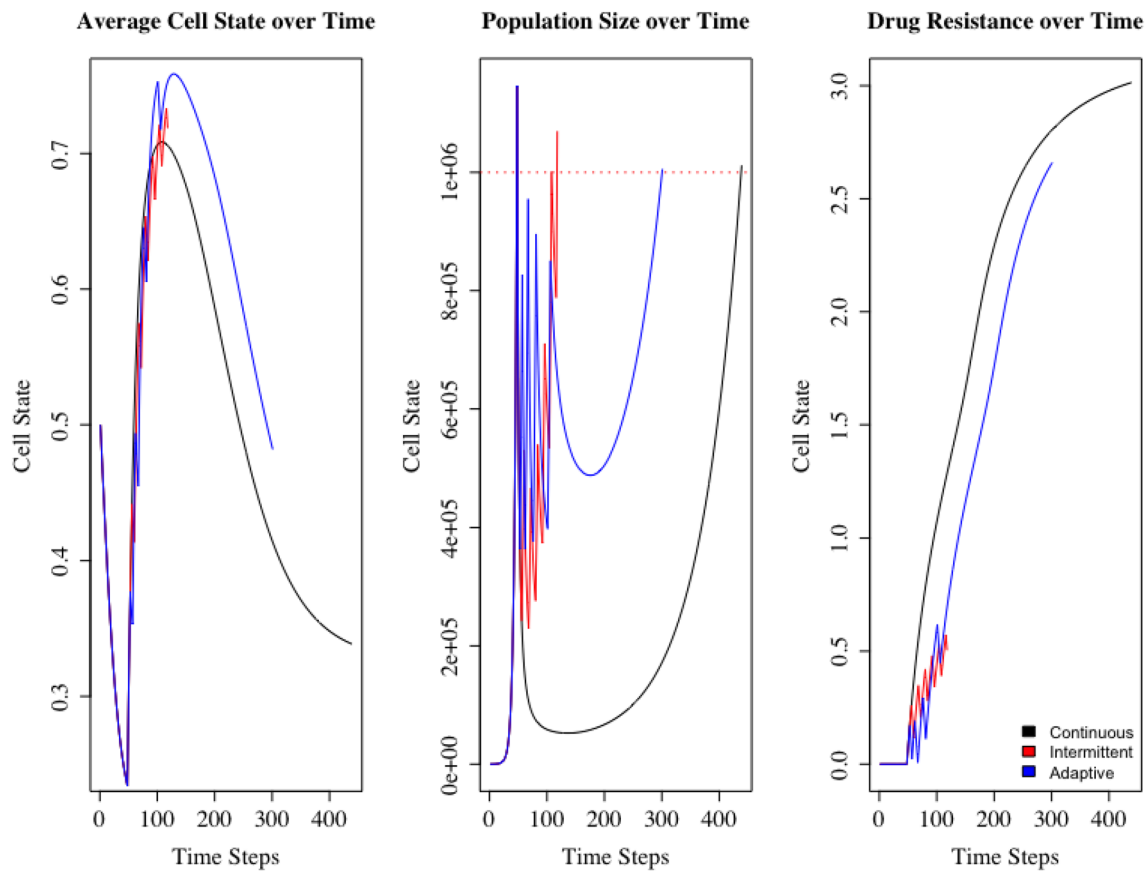 Average Cell State over Time
Cell State
0.7
0.6
0.5
0.4
0.3
0 100 200 300 400
Time Steps
Population Size over Time
Cell State
1e+06
8e+05
6e+05
4e+05
2e+05
0e+00
0 100 200 300 400
Time Steps
Drug Resistance over Time
Cell State
3.0
2.5
2.0
1.5
1.0
0.5
0.0
Continuous
Intermittent
Adaptive
0 100 200 300 400
Time Steps